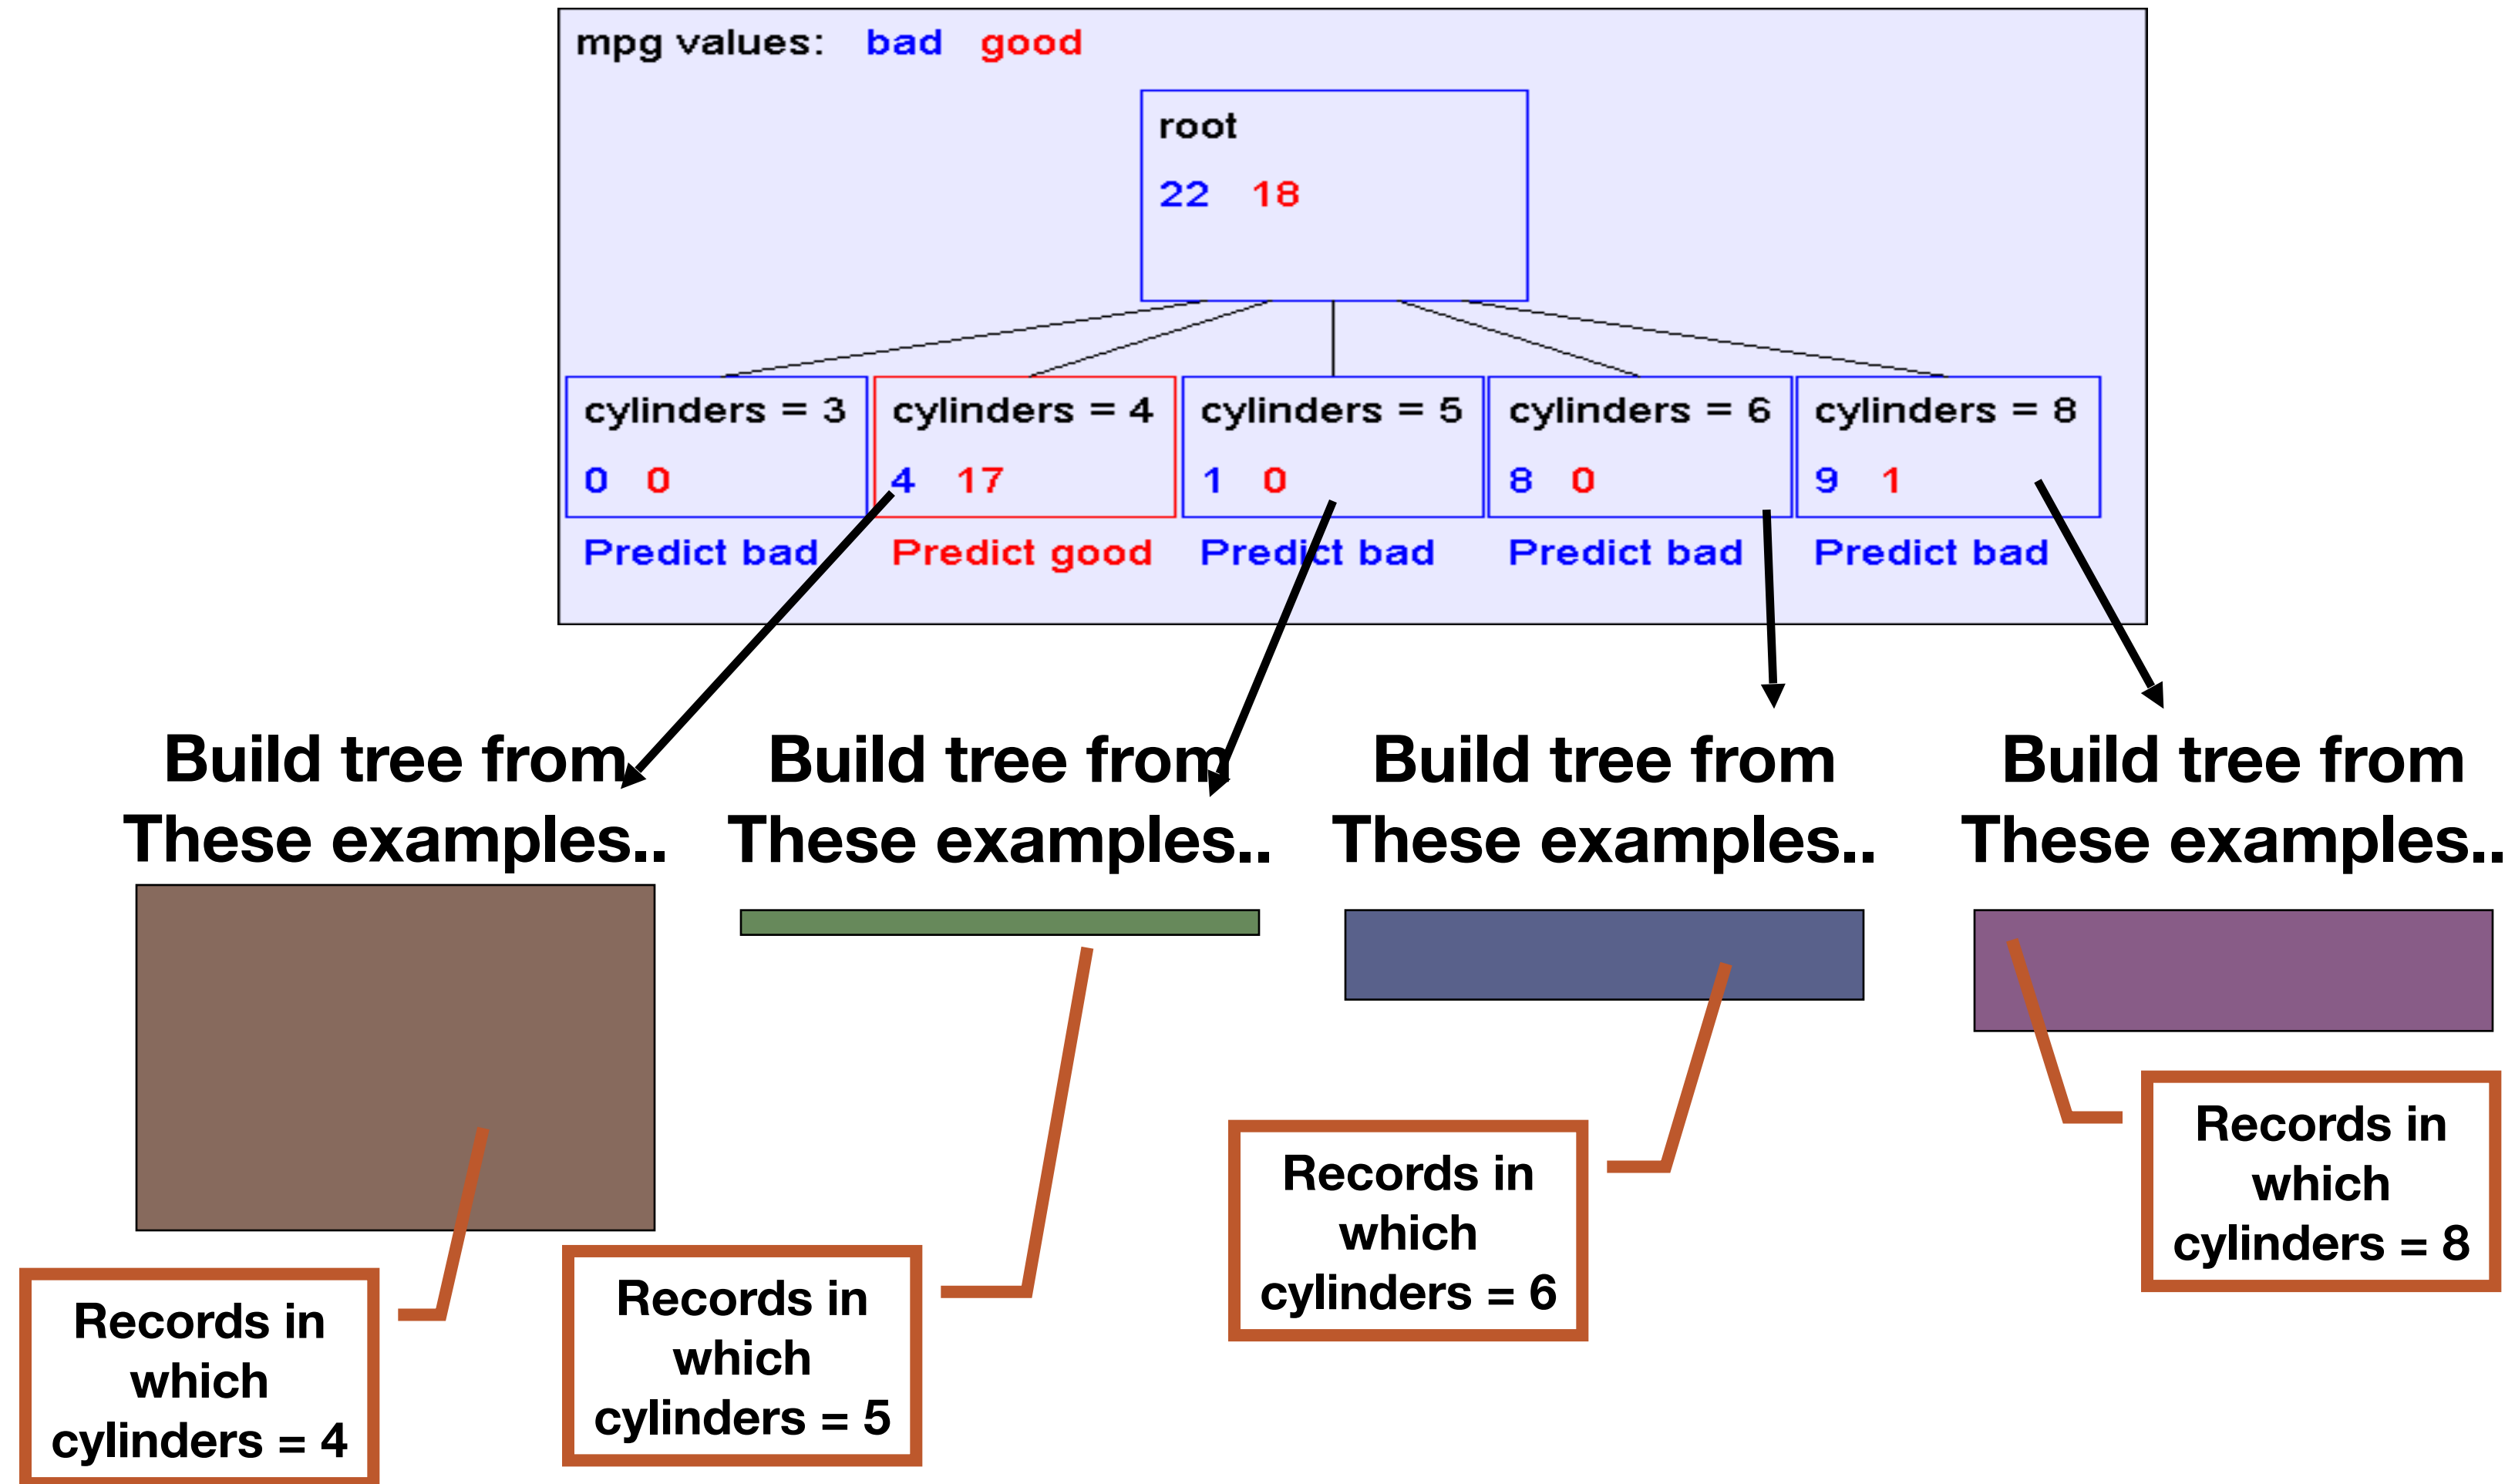 mpg values: bad good
root
22 18
cylinders = 3 cylinders = 4 cylinders = 5 cylinders = 6 cylinders = 8
0 0 4 17 1 0 8 0 9 1
Predict bad Predict good Predict bad Predict bad Predict bad
Build tree from
These examples..
Build tree from
These examples..
Build tree from
These examples..
Build tree from
These examples..
Records in
which
cylinders = 4
Records in
which
cylinders = 5
Records in
which
cylinders = 6
Records in
which
cylinders = 8